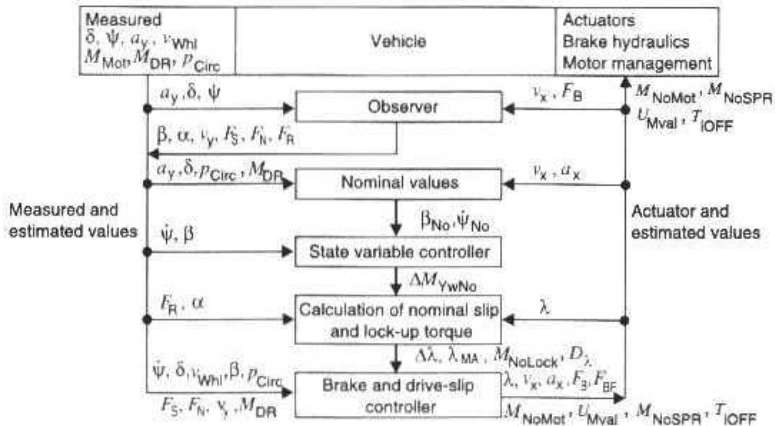 Measured
δ, ψ, a_y, v_Whl
M_Mot, M_DR, p_Circ
Vehicle
Actuators
Brake hydraulics
Motor management
a_y, δ, ψ
Observer
v_x, F_B
M_NoMot, M_NoSPR
U_Mval, T_iOFF
β, α, v_y, F_S, F_N, F_R
a_y, δ, p_Circ, M_DR
Nominal values
v_x, a_x
Measured and
estimated values
β_No, ψ̇_No
Actuator and
estimated values
ψ̇, β
State variable controller
ΔM_YwNo
F_R, α
Calculation of nominal slip
and lock-up torque
λ
Δλ, λ_MA, M_NoLock, D_λ
ψ̇, δ, v_Whl, β, p_Circ
Brake and drive-slip
controller
λ, v_x, a_x, F_B, F_BF
F_S, F_N, v_y, M_DR
M_NoMot, U_Mval, M_NoSPR, T_iOFF